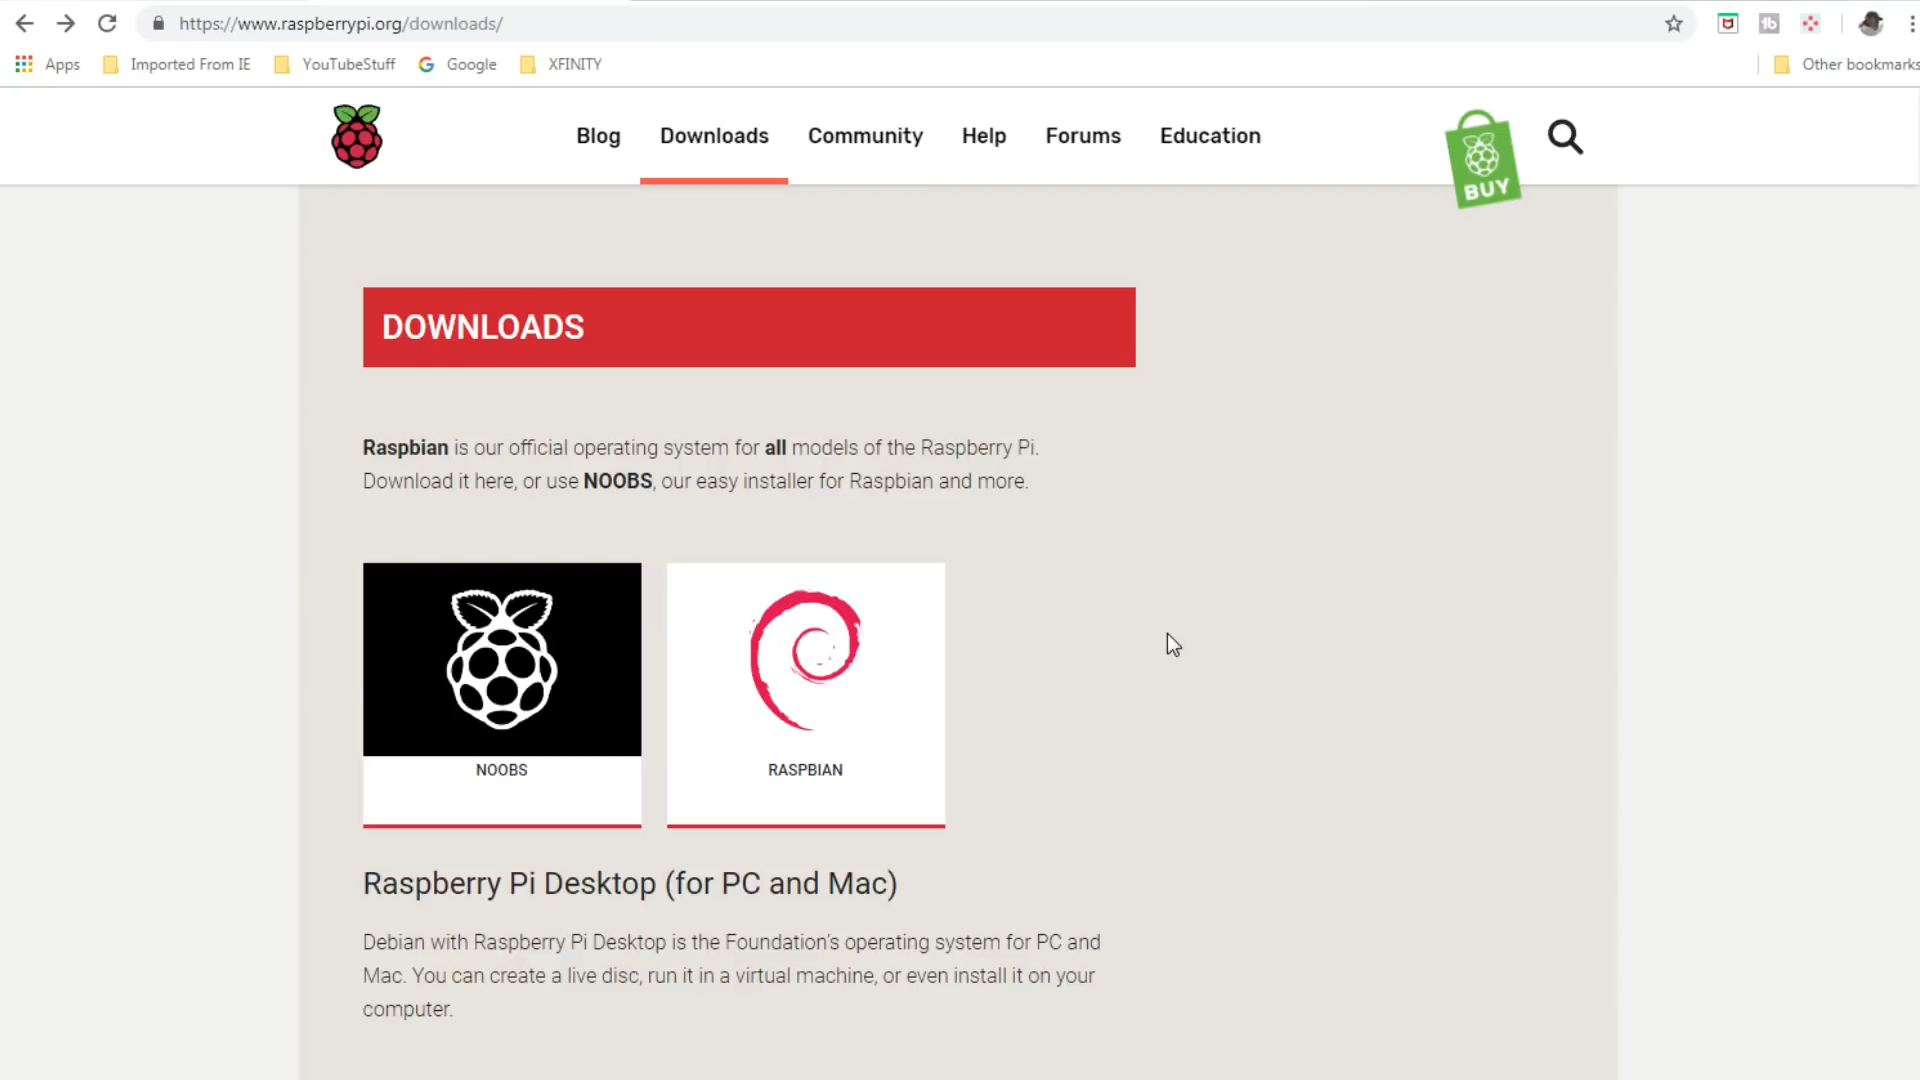 https://www.raspberrypi.org/downloads/
Apps Imported From IE YouTubeStuff Google XFINITY Other bookmarks
Blog Downloads Community Help Forums Education
BUY
DOWNLOADS
Raspbian is our official operating system for all models of the Raspberry Pi.
Download it here, or use NOOBS, our easy installer for Raspbian and more.
NOOBS RASPBIAN
Raspberry Pi Desktop (for PC and Mac)
Debian with Raspberry Pi Desktop is the Foundation’s operating system for PC and
Mac. You can create a live disc, run it in a virtual machine, or even install it on your
computer.